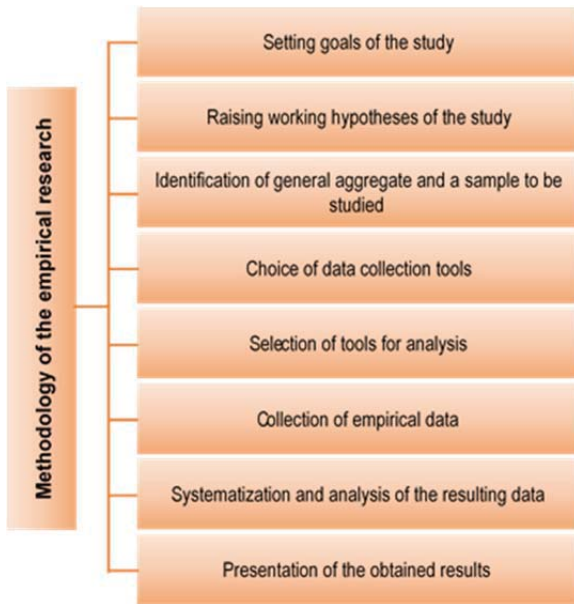 Methodology of the empirical research
Setting goals of the study
Raising working hypotheses of the study
Identification of general aggregate and a sample to be
studied
Choice of data collection tools
Selection of tools for analysis
Collection of empirical data
Systematization and analysis of the resulting data
Presentation of the obtained results